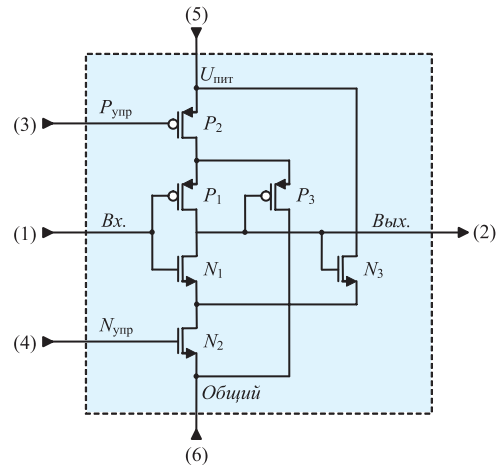 (5)
Uпит
Pупр
(3)
P2
P1
P3
Вх.
Вых.
(1)
(2)
N1
N3
Nупр
(4)
N2
Общий
(6)